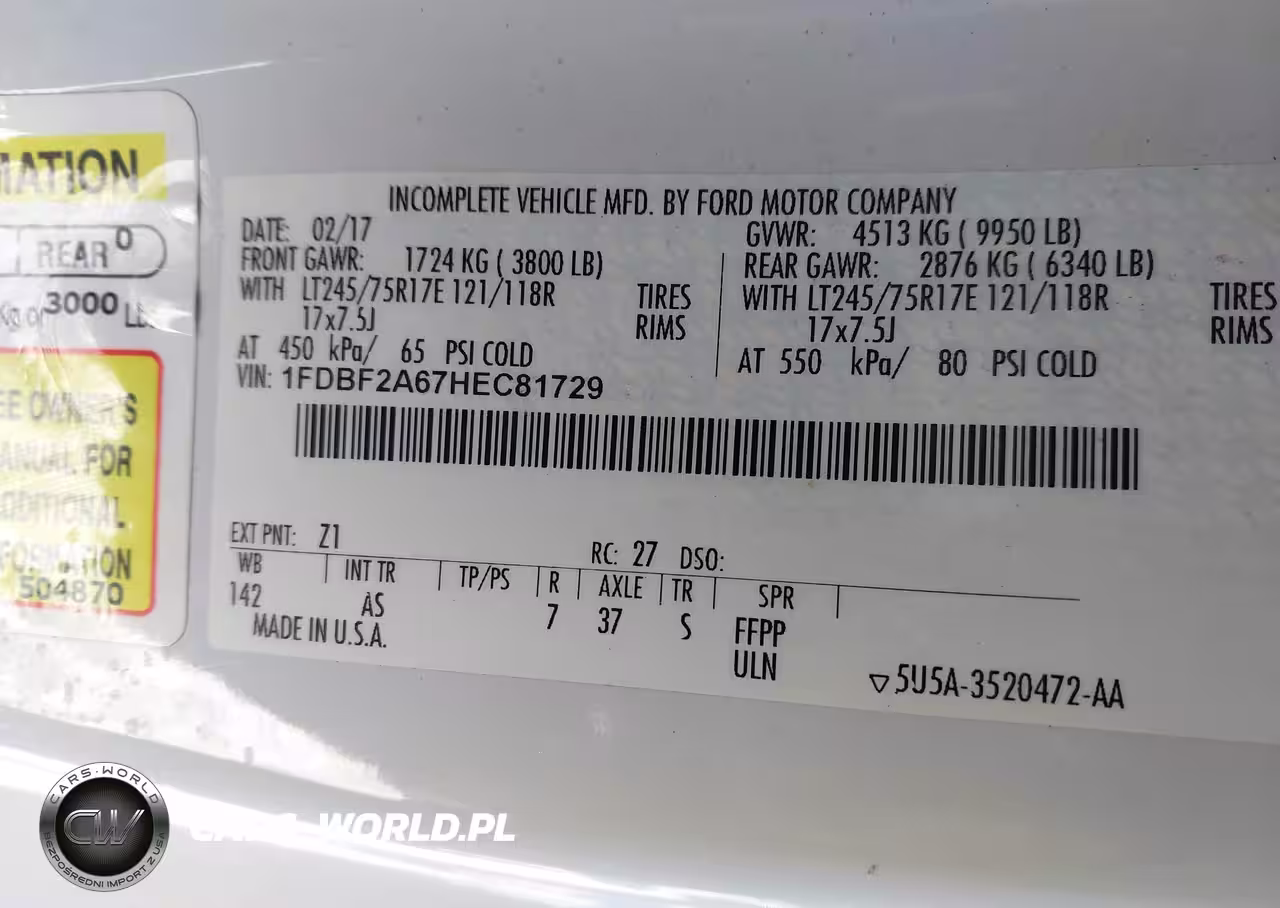 MATION
REAR 0
Kg or 3000 LB.
EE OWNER'S
ANUAL FOR
DDITIONAL
FORMATION
504870
INCOMPLETE VEHICLE MFD. BY FORD MOTOR COMPANY
DATE: 02/17
GVWR: 4513 KG ( 9950 LB)
FRONT GAWR: 1724 KG ( 3800 LB)
REAR GAWR: 2876 KG ( 6340 LB)
WITH LT245/75R17E 121/118R TIRES
WITH LT245/75R17E 121/118R TIRES
17x7.5J RIMS
17x7.5J RIMS
AT 450 kPa/ 65 PSI COLD
AT 550 kPa/ 80 PSI COLD
VIN: 1FDBF2A67HEC81729
EXT PNT: Z1 RC: 27 DSO:
WB INT TR TP/PS R AXLE TR SPR
142 AS 7 37 S FFPP
MADE IN U.S.A. ULN
5U5A-3520472-AA
CARS-WORLD
CW
BEZPOŚREDNI IMPORT Z USA
CARS-WORLD.PL